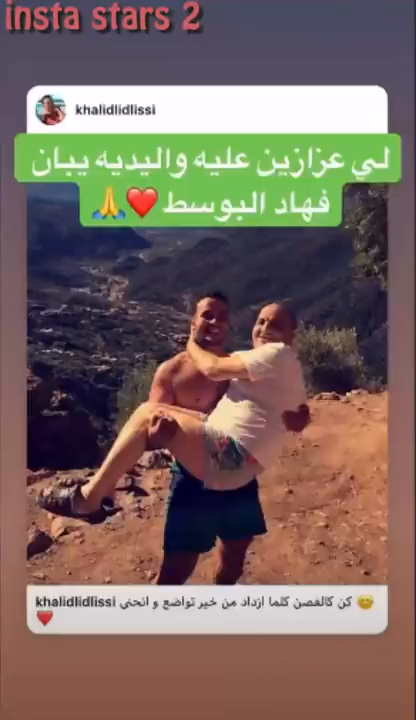 insta stars 2
khalidlidlissi
لي عزازين عليه واليديه يبان
فهاد البوسط ❤️🙏
khalidlidlissi كن كالغصن كلما ازداد من خير تواضع و انحنى 😊
❤️